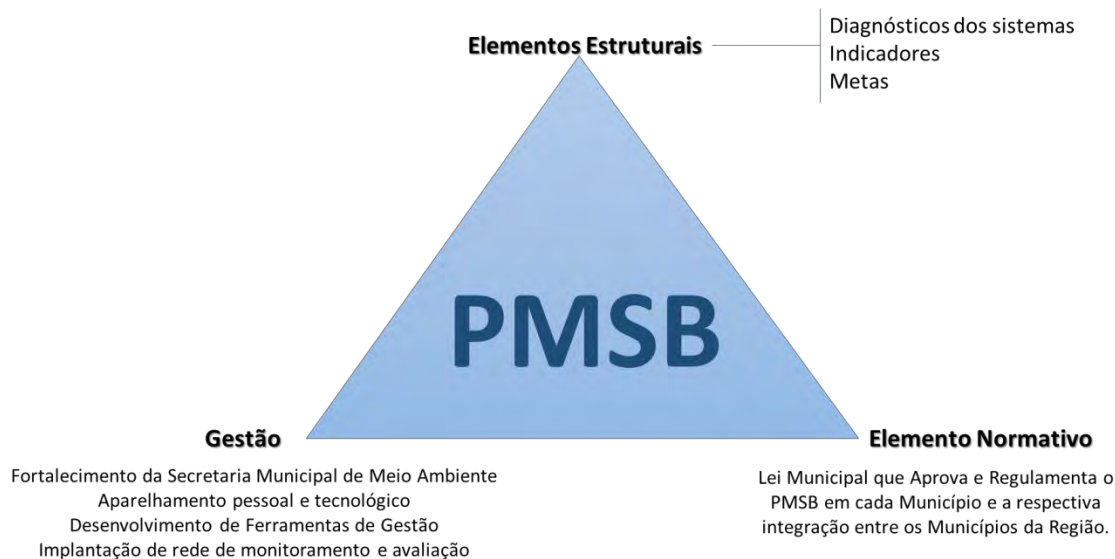 Elementos Estruturais
Diagnósticos dos sistemas
Indicadores
Metas
PMSB
Gestão
Fortalecimento da Secretaria Municipal de Meio Ambiente
Aparelhamento pessoal e tecnológico
Desenvolvimento de Ferramentas de Gestão
Implantação de rede de monitoramento e avaliação
Elemento Normativo
Lei Municipal que Aprova e Regulamenta o
PMSB em cada Município e a respectiva
integração entre os Municípios da Região.